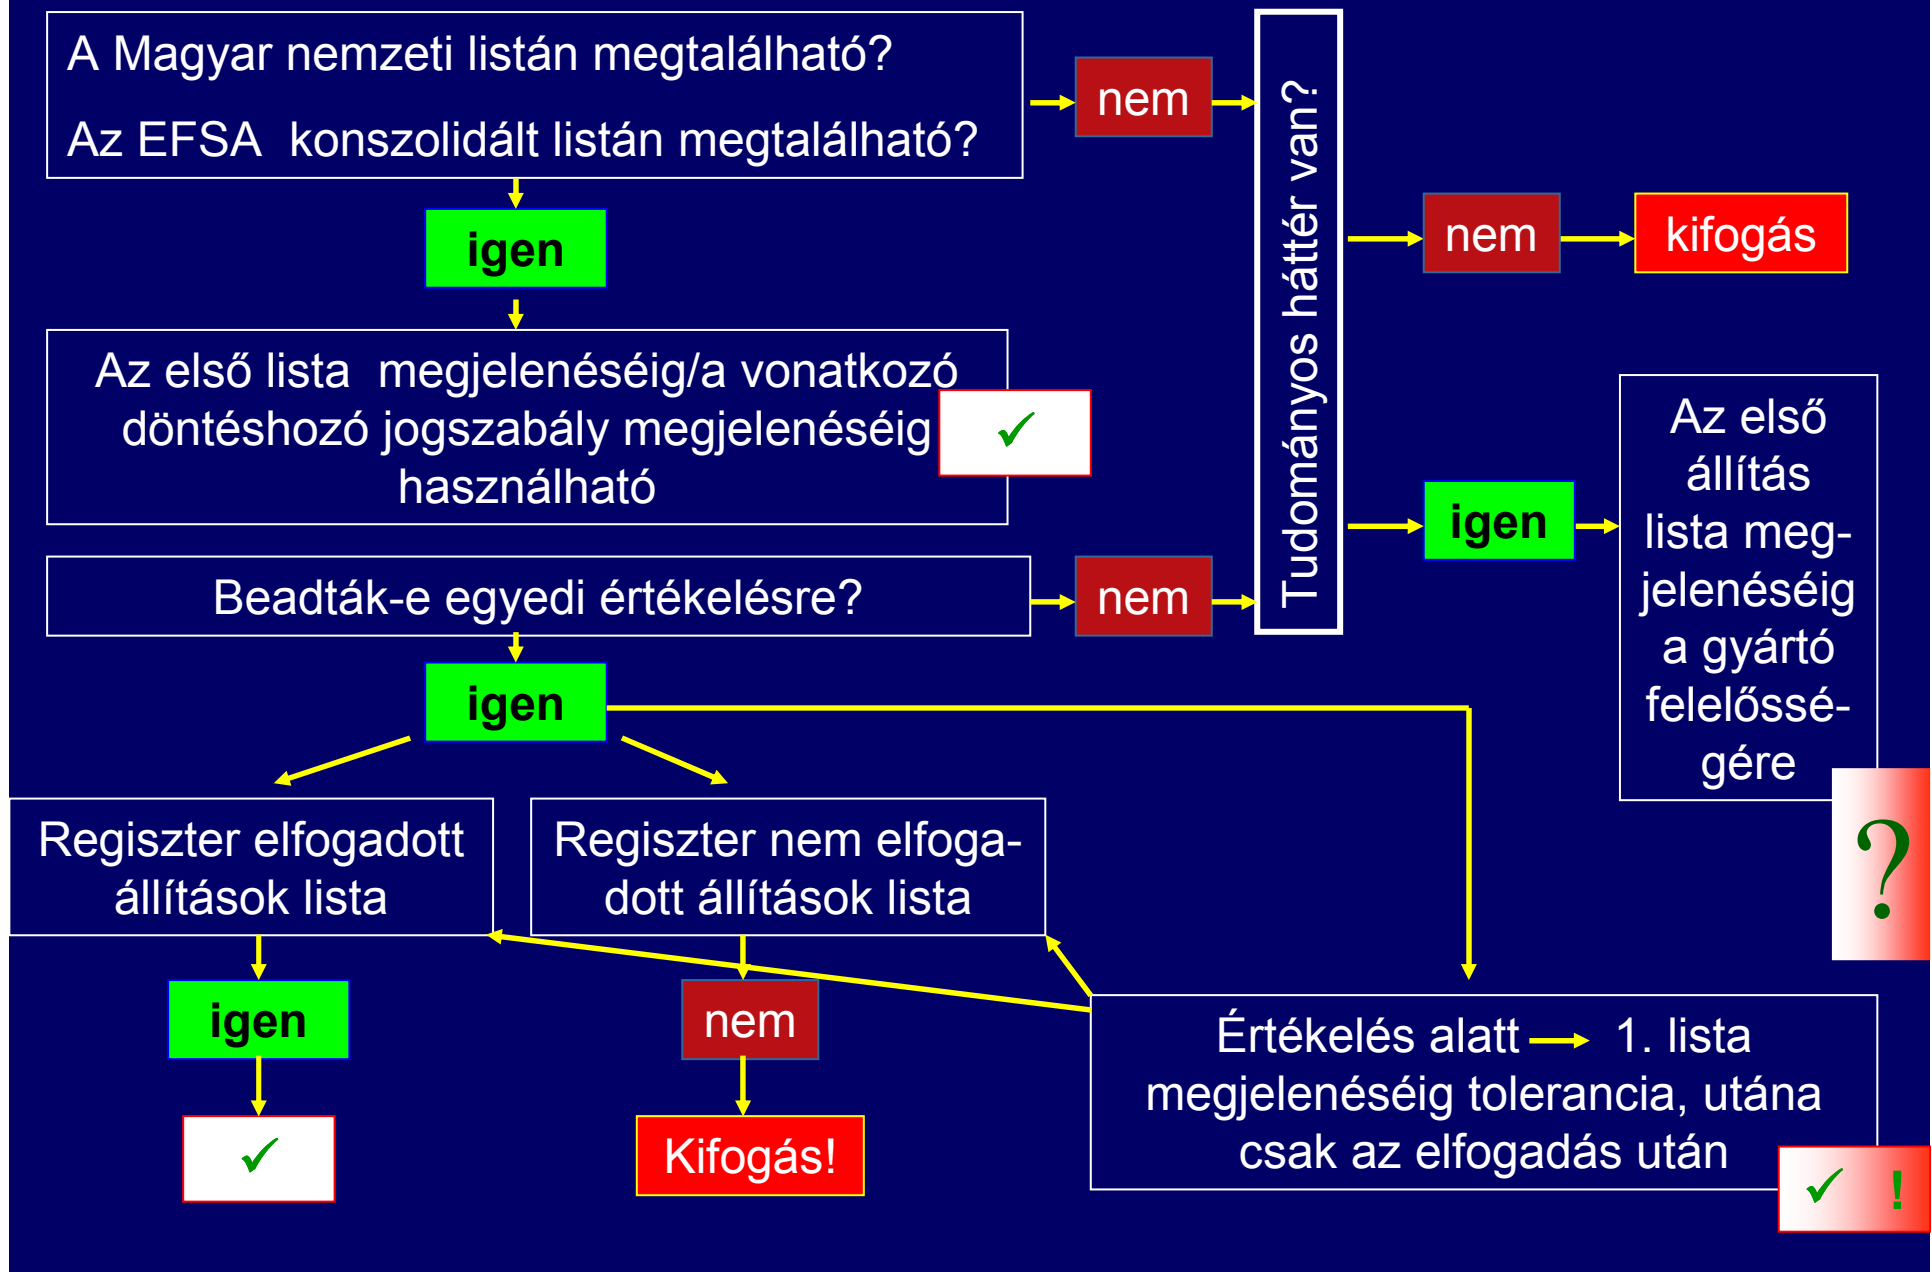 A Magyar nemzeti listán megtalálható?
Az EFSA konszolidált listán megtalálható?
nem
igen
Tudományos háttér van?
nem
kifogás
Az első lista megjelenéséig/a vonatkozó
döntéshozó jogszabály megjelenéséig
használható
✓
igen
Az első
állítás
lista meg-
jelenéséig
a gyártó
felelőssé-
gére
?
Beadták-e egyedi értékelésre?
nem
igen
Regiszter elfogadott
állítások lista
Regiszter nem elfoga-
dott állítások lista
igen
nem
✓
Kifogás!
Értékelés alatt → 1. lista
megjelenéséig tolerancia, utána
csak az elfogadás után
✓ !